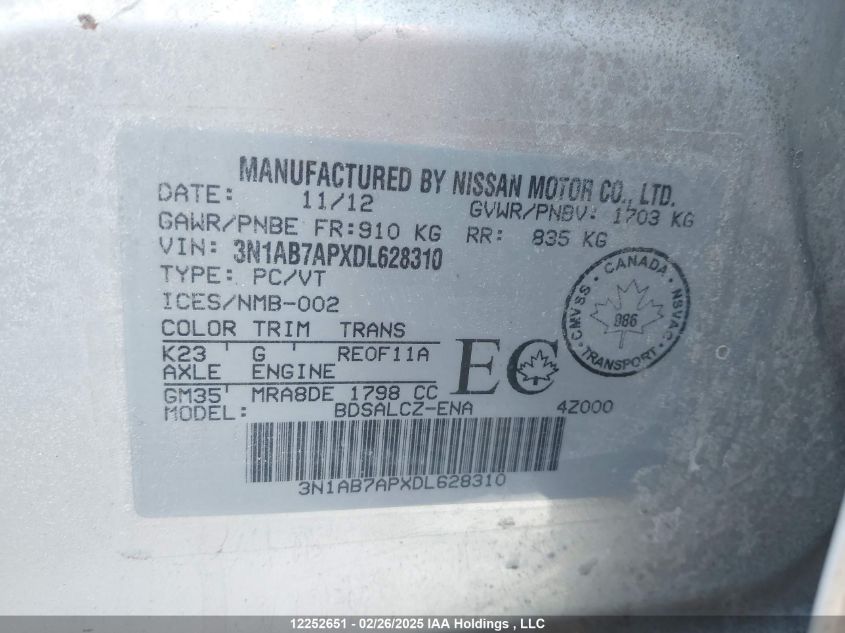 MANUFACTURED BY NISSAN MOTOR CO., LTD.
DATE: 11/12 GVWR/PNBV: 1703 KG
GAWR/PNBE FR:910 KG RR: 835 KG
VIN: 3N1AB7APXDL628310
TYPE: PC/VT
ICES/NMB-002
COLOR TRIM TRANS
K23 ' G ' RE0F11A
AXLE ENGINE
GM35' MRA8DE 1798 CC
MODEL: BDSALCZ-ENA 4Z000
EC
CANADA
CMVSS NSVAC
086
TRANSPORT
3N1AB7APXDL628310
12252651 - 02/26/2025 IAA Holdings , LLC